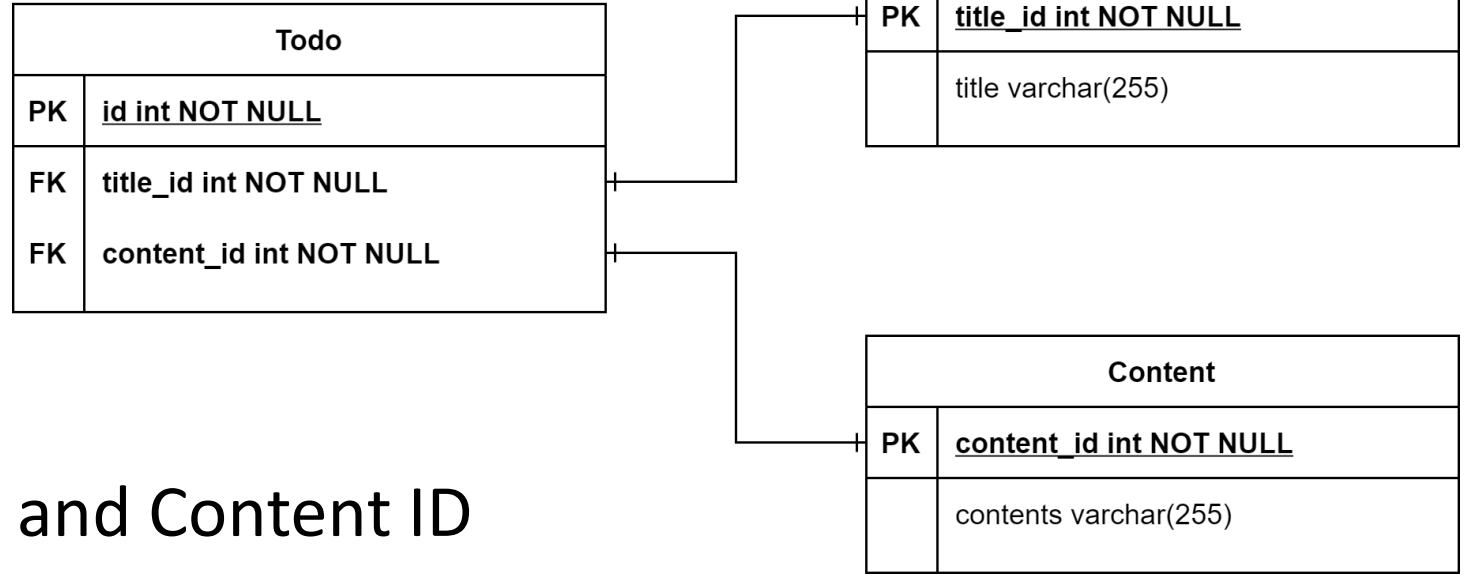 Todo
PK id int NOT NULL
FK title_id int NOT NULL
FK content_id int NOT NULL
PK title_id int NOT NULL
title varchar(255)
Content
PK content_id int NOT NULL
contents varchar(255)
and Content ID